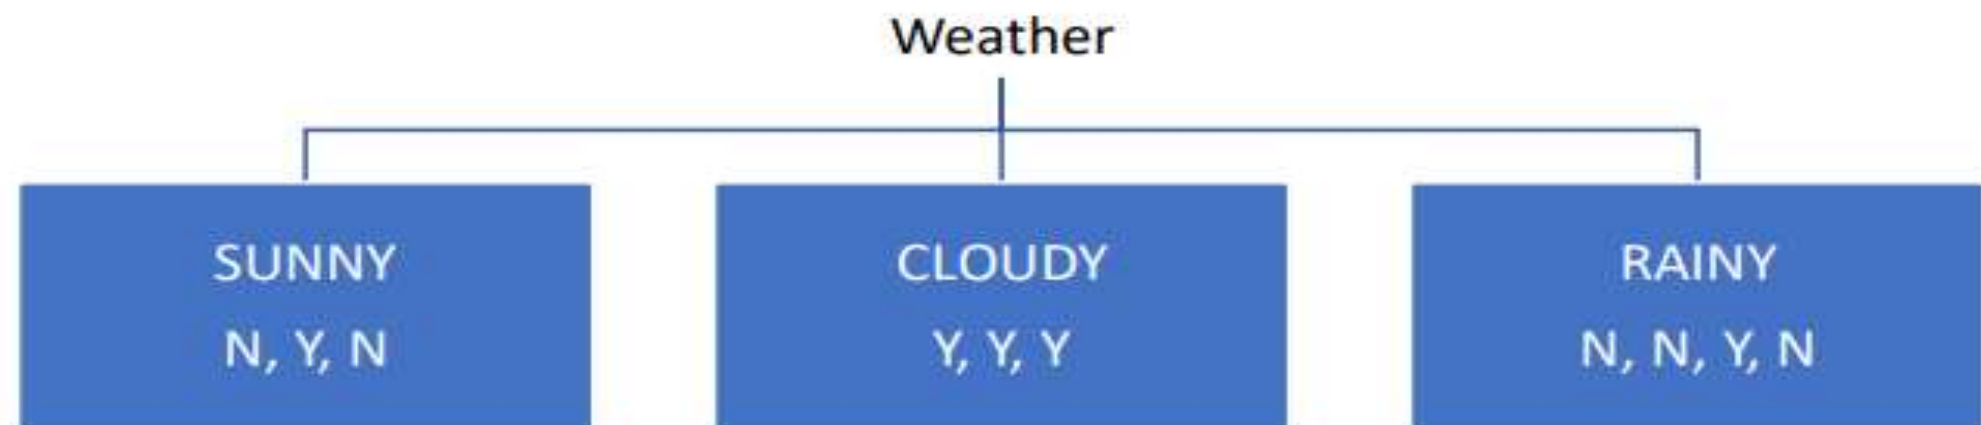 Weather
SUNNY
N, Y, N
CLOUDY
Y, Y, Y
RAINY
N, N, Y, N